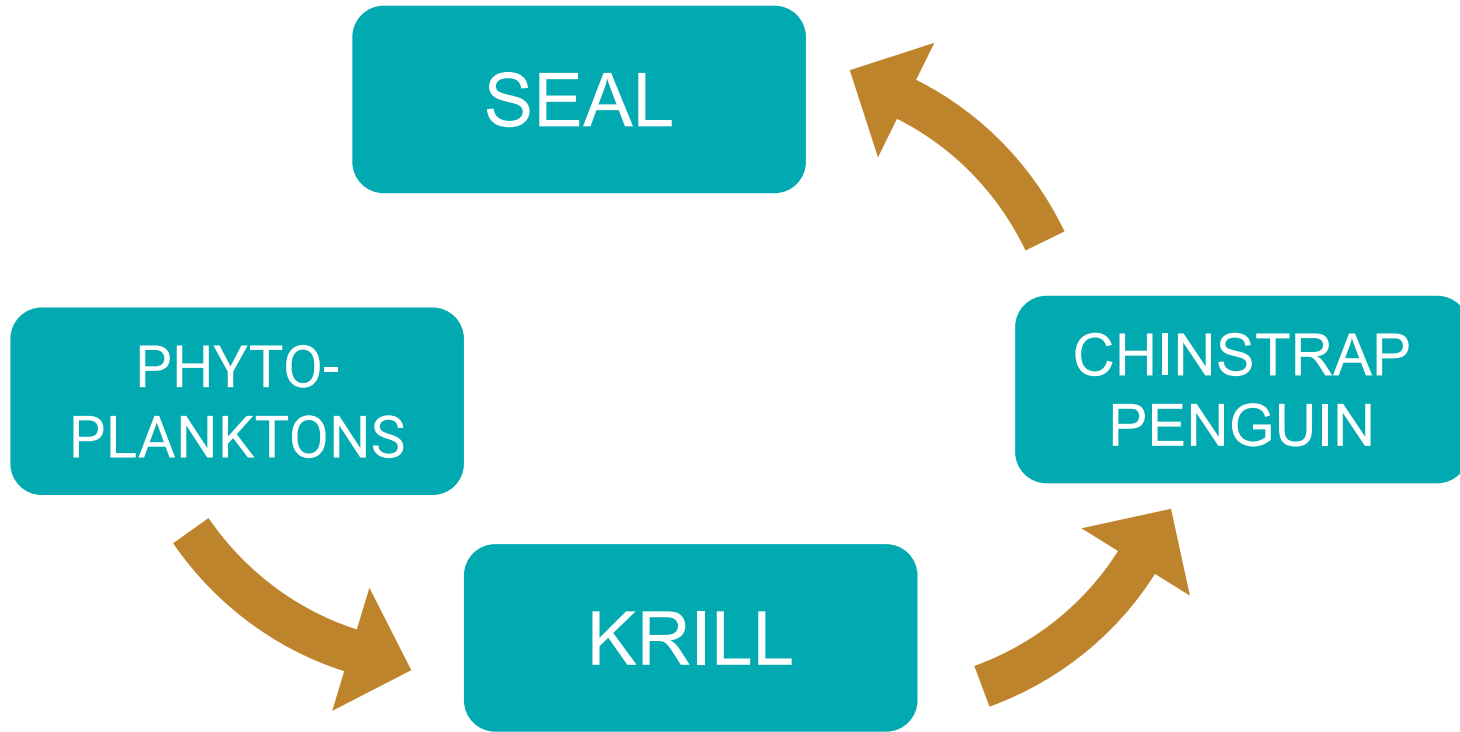 SEAL
PHYTO-
PLANKTONS
CHINSTRAP
PENGUIN
KRILL